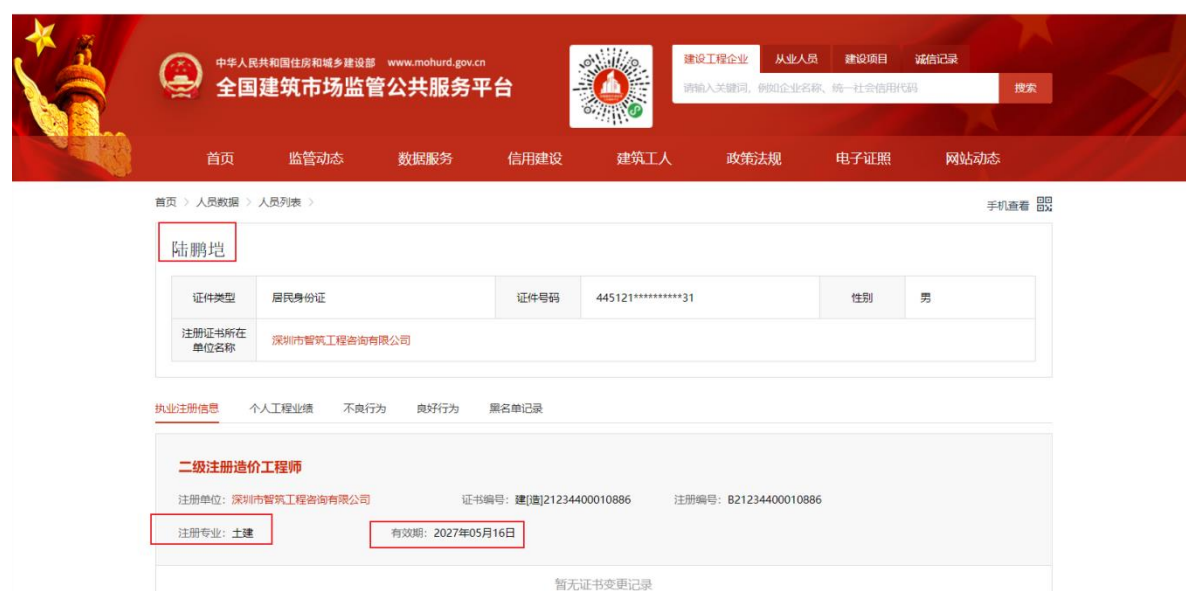 中华人民共和国住房和城乡建设部 www.mohurd.gov.cn
全国建筑市场监管公共服务平台
建设工程企业 从业人员 建设项目 诚信记录
请输入关键词，例如企业名称、统一社会信用代码 搜索
首页 监管动态 数据服务 信用建设 建筑工人 政策法规 电子证照 网站动态
首页 > 人员数据 > 人员列表 >
手机查看
陆鹏垲
证件类型 居民身份证 证件号码 445121**********31 性别 男
注册证书所在
单位名称
深圳市智筑工程咨询有限公司
执业注册信息 个人工程业绩 不良行为 良好行为 黑名单记录
二级注册造价工程师
注册单位：深圳市智筑工程咨询有限公司 证书编号：建[造]21234400010886 注册编号：B21234400010886
注册专业：土建 有效期：2027年05月16日
暂无证书变更记录